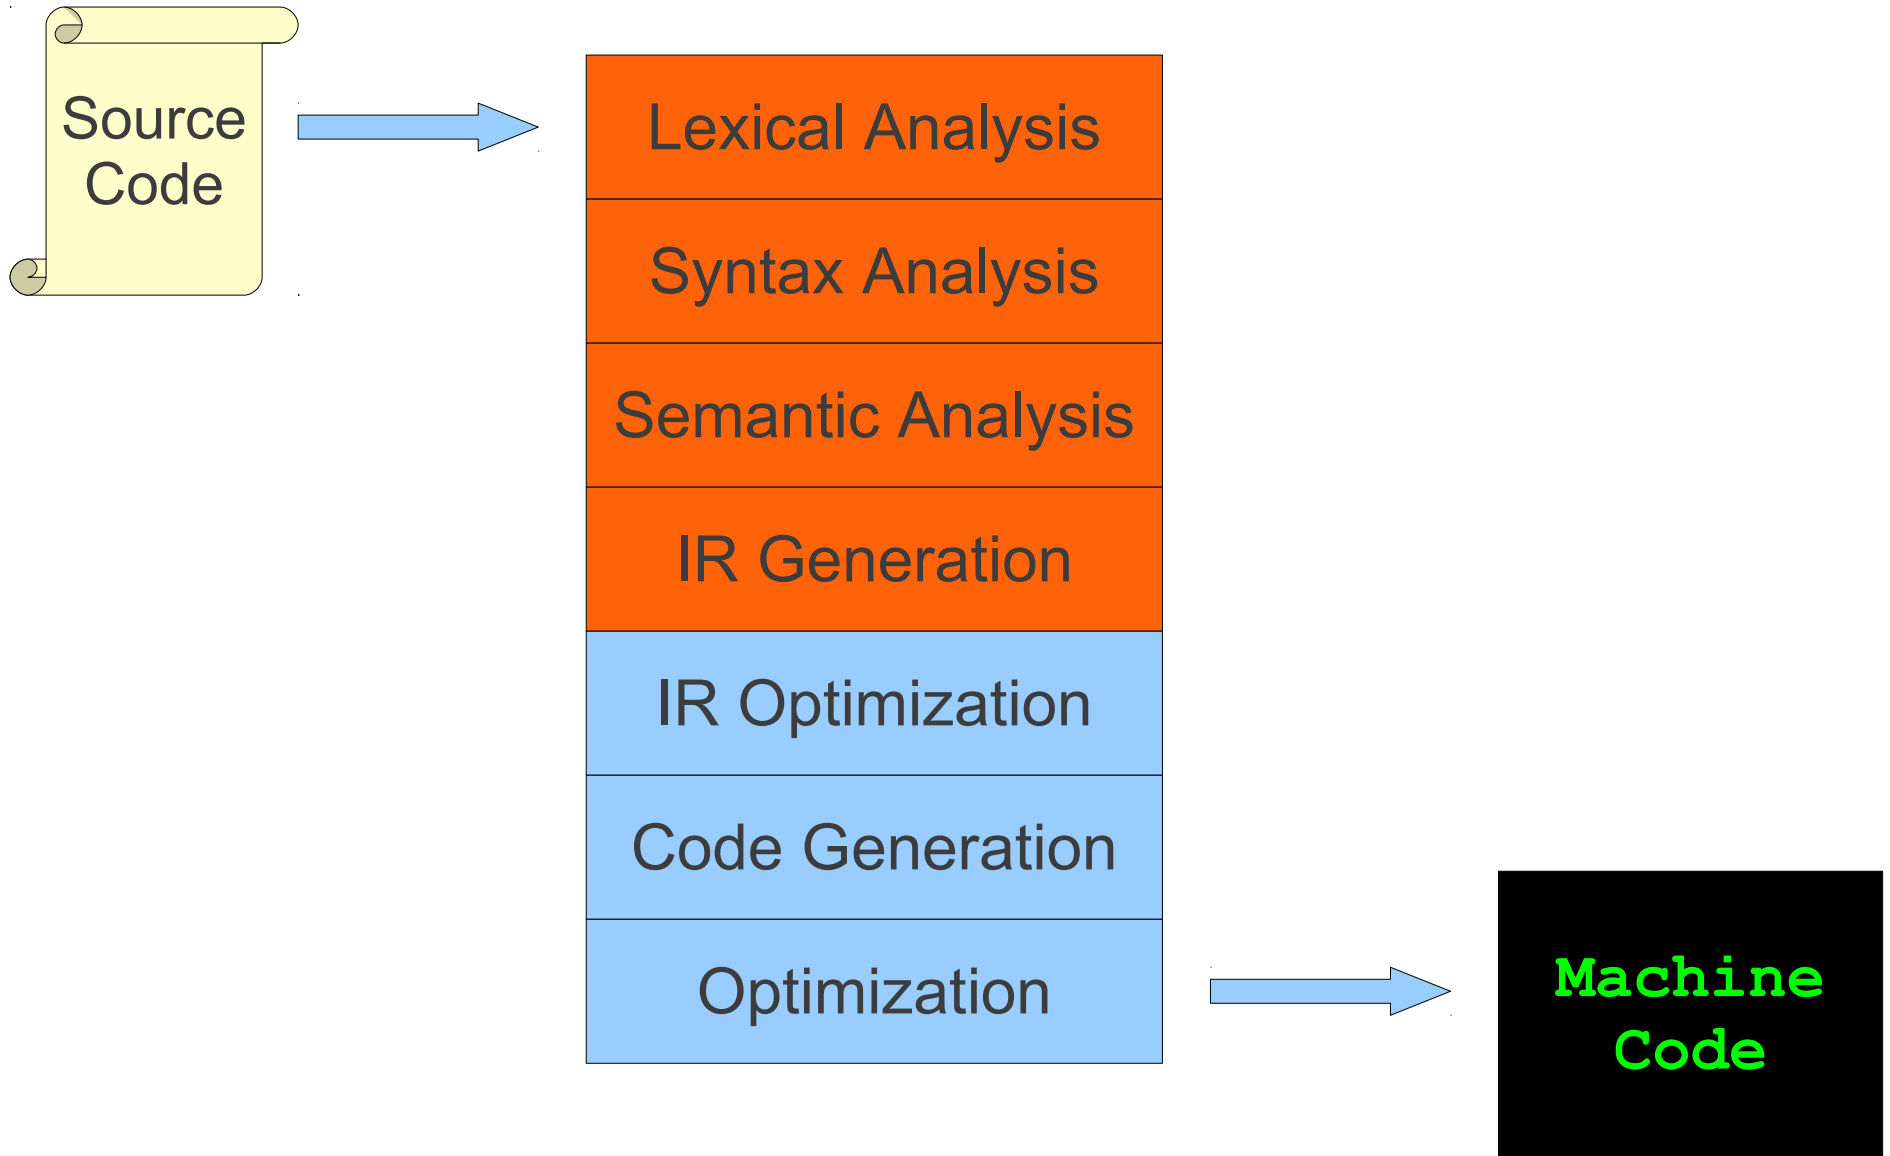 Source
Code
Lexical Analysis
Syntax Analysis
Semantic Analysis
IR Generation
IR Optimization
Code Generation
Optimization
Machine
Code